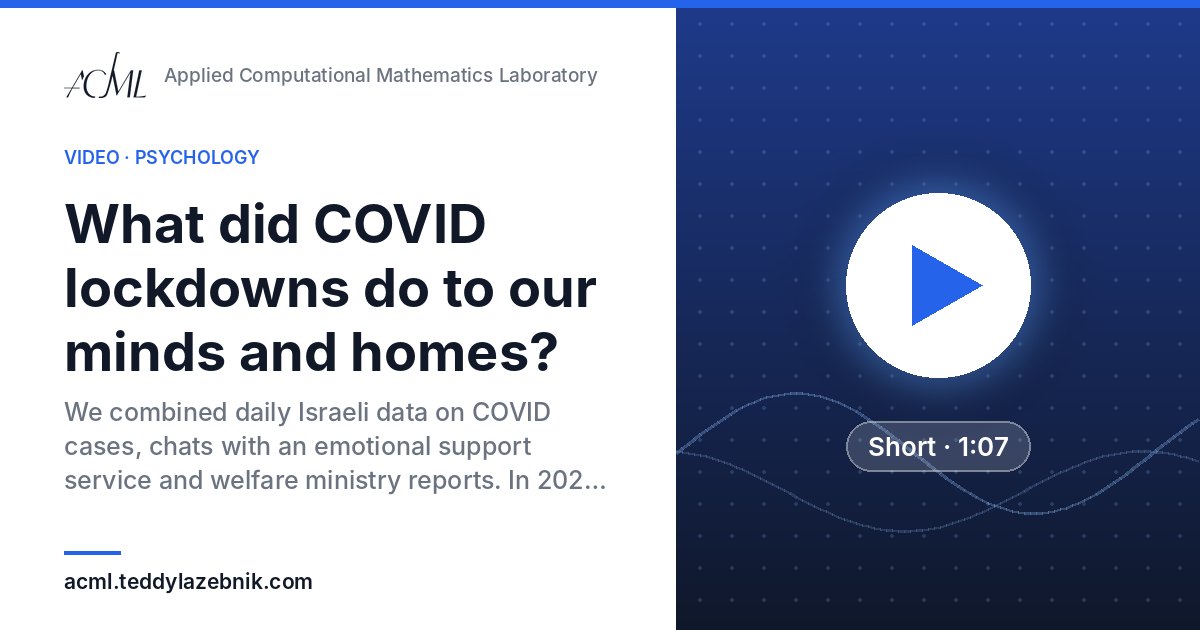 ACML Applied Computational Mathematics Laboratory
VIDEO · PSYCHOLOGY
What did COVID
lockdowns do to our
minds and homes?
We combined daily Israeli data on COVID
cases, chats with an emotional support
service and welfare ministry reports. In 202...
Short · 1:07
acml.teddylazebnik.com